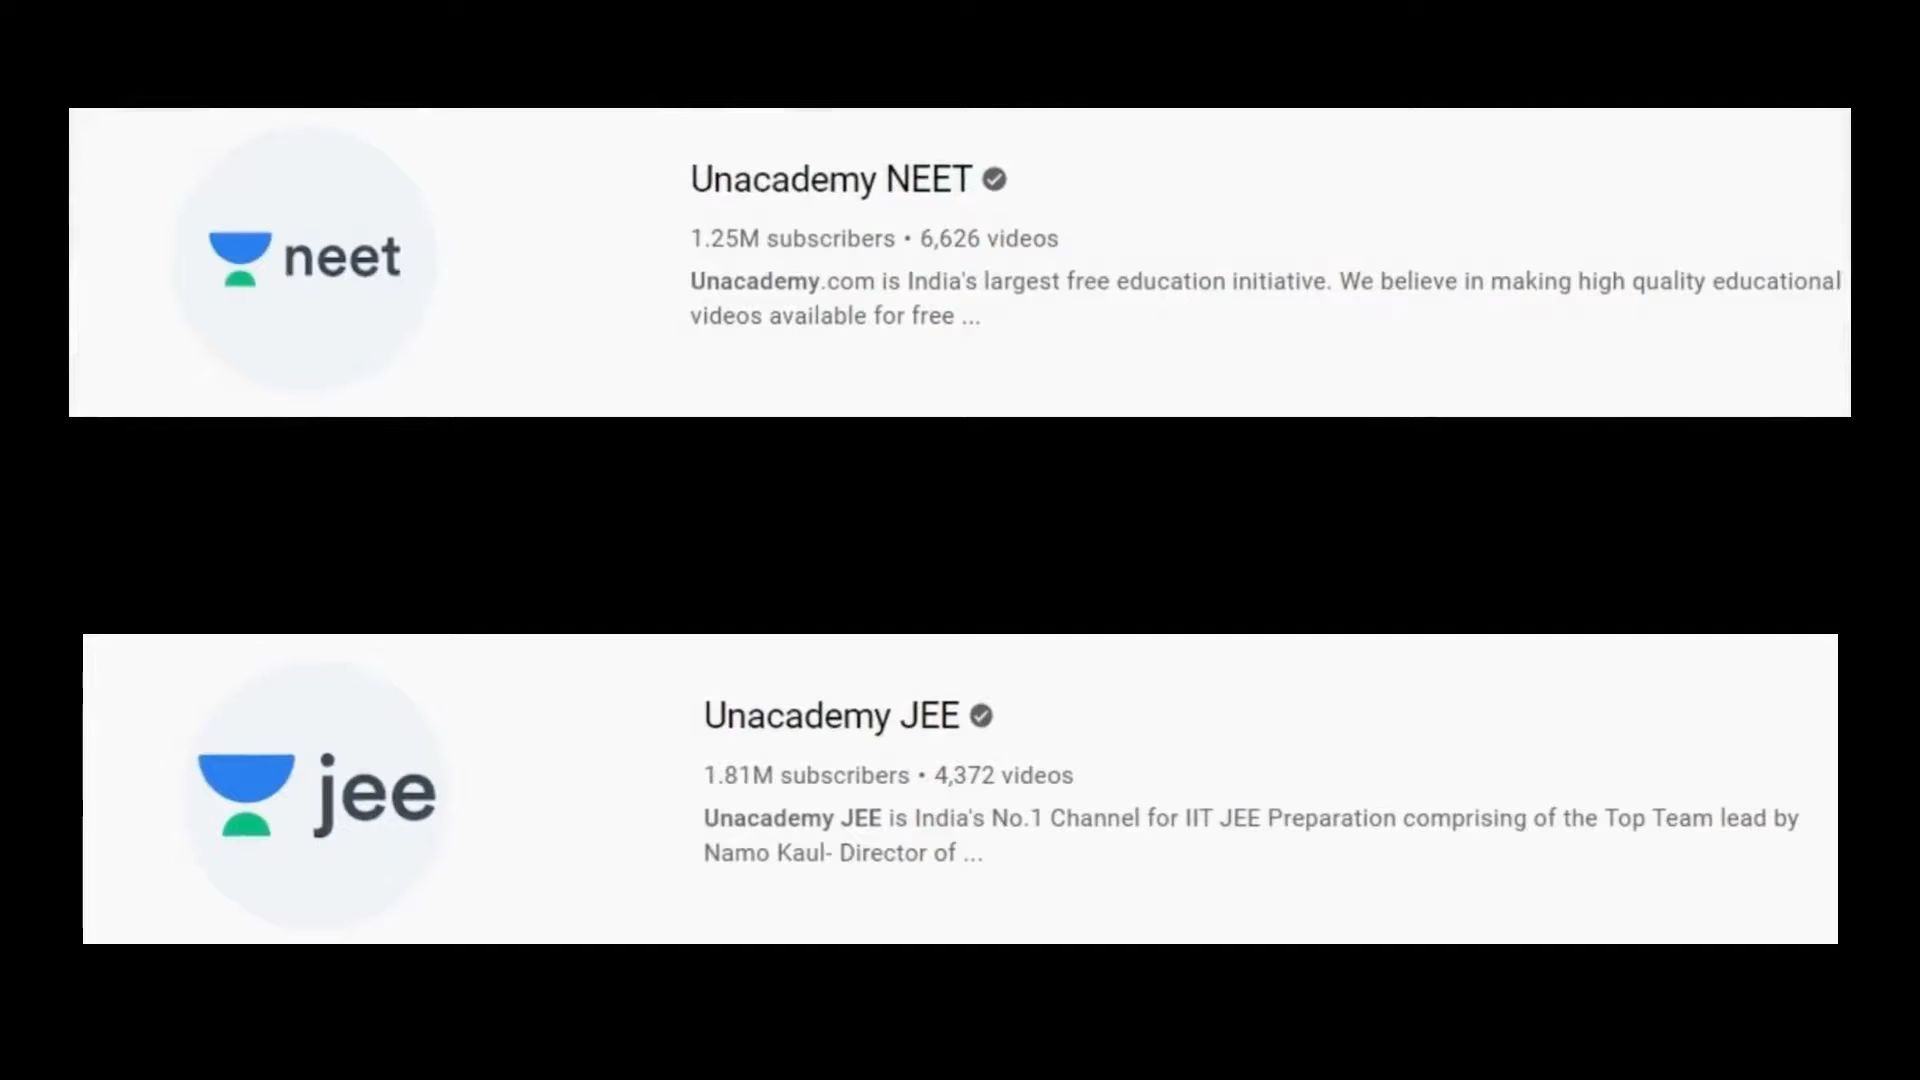 neet
Unacademy NEET
1.25M subscribers • 6,626 videos
Unacademy.com is India's largest free education initiative. We believe in making high quality educational
videos available for free ...
jee
Unacademy JEE
1.81M subscribers • 4,372 videos
Unacademy JEE is India's No.1 Channel for IIT JEE Preparation comprising of the Top Team lead by
Namo Kaul- Director of ...